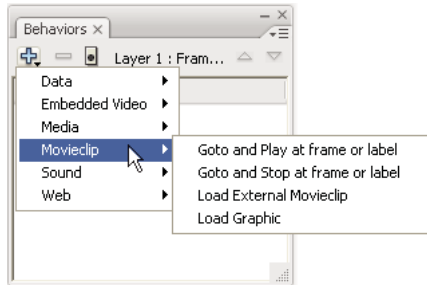 Behaviors ×
Layer 1 : Fram...
Data
Embedded Video
Media
Movieclip
Sound
Web
Goto and Play at frame or label
Goto and Stop at frame or label
Load External Movieclip
Load Graphic